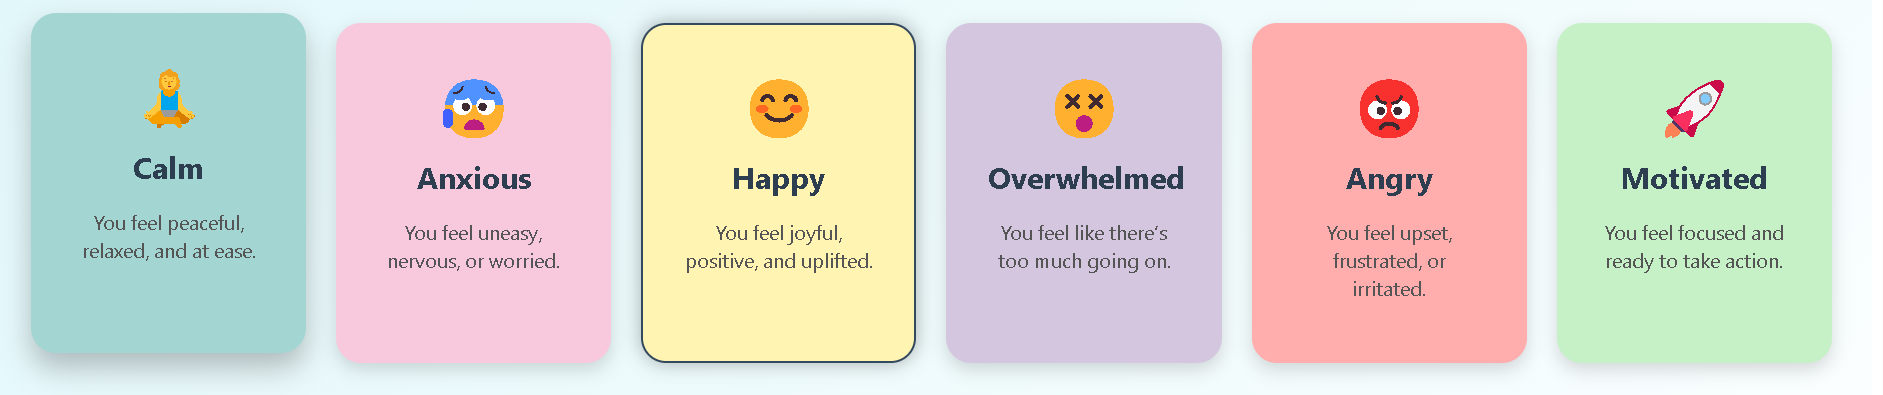 Calm
You feel peaceful,
relaxed, and at ease.
Anxious
You feel uneasy,
nervous, or worried.
Happy
You feel joyful,
positive, and uplifted.
Overwhelmed
You feel like there's
too much going on.
Angry
You feel upset,
frustrated, or
irritated.
Motivated
You feel focused and
ready to take action.